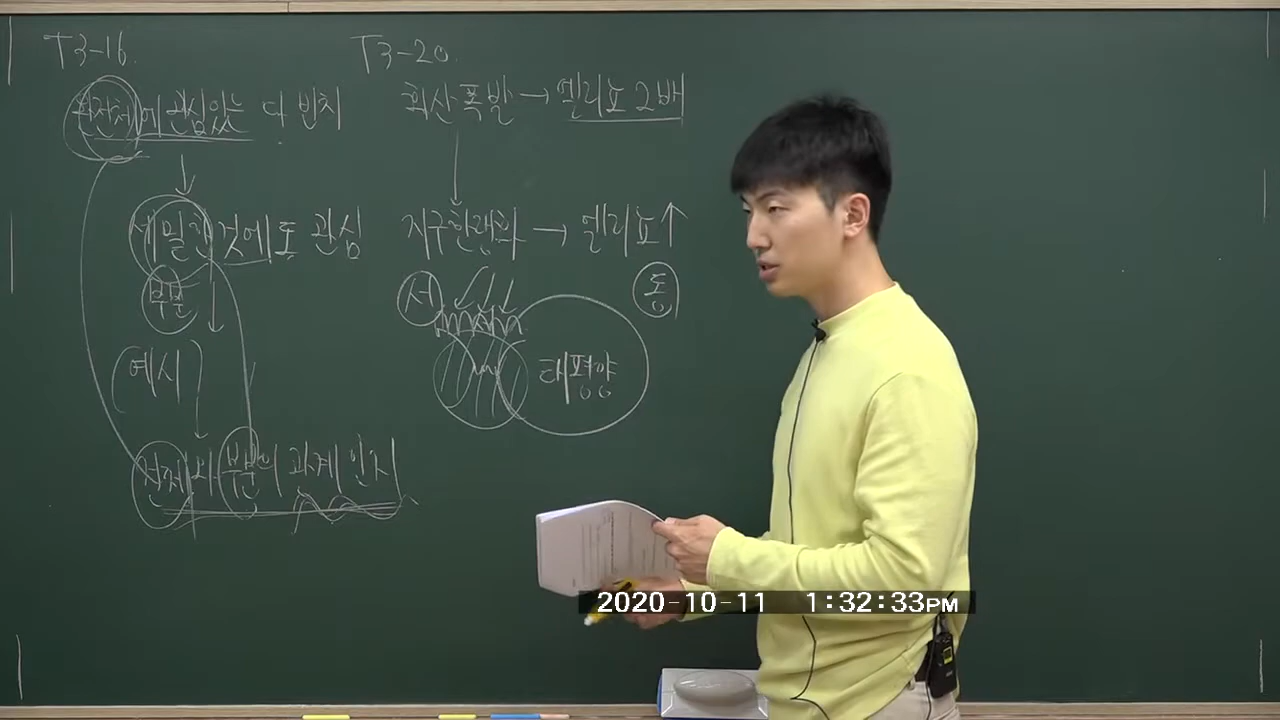 T3-16.
전체에 관심있는 다 빈치
세밀한 것에도 관심
부분
(예시)
전체와 부분의 관계 인지
T3-20.
화산폭발→엘리뇨 2배
지구한랭화→엘리뇨↑
서
동
태평양
2020-10-11 1:32:33PM